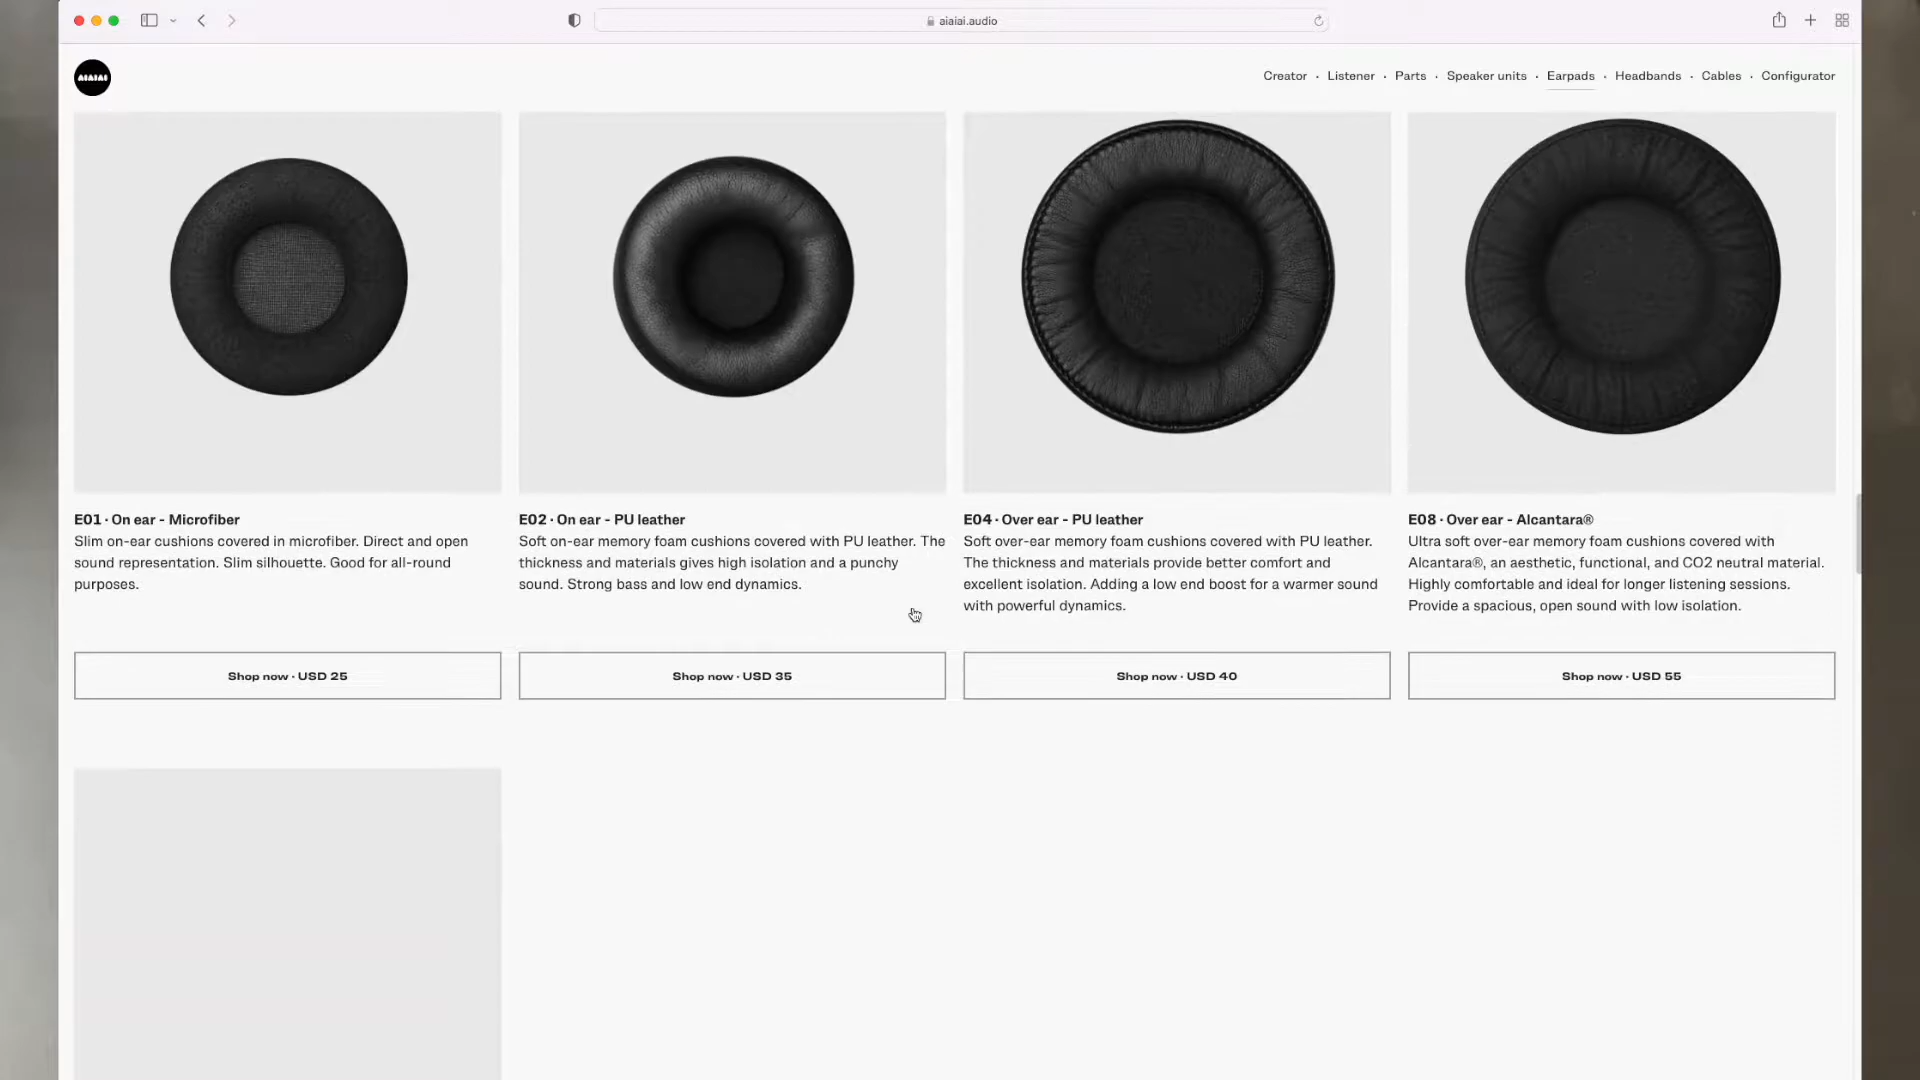 aiaiai.audio
AIAIAI
Creator · Listener · Parts · Speaker units · Earpads · Headbands · Cables · Configurator
E01 · On ear - Microfiber
Slim on-ear cushions covered in microfiber. Direct and open
sound representation. Slim silhouette. Good for all-round
purposes.
Shop now · USD 25
E02 · On ear - PU leather
Soft on-ear memory foam cushions covered with PU leather. The
thickness and materials gives high isolation and a punchy
sound. Strong bass and low end dynamics.
Shop now · USD 35
E04 · Over ear - PU leather
Soft over-ear memory foam cushions covered with PU leather.
The thickness and materials provide better comfort and
excellent isolation. Adding a low end boost for a warmer sound
with powerful dynamics.
Shop now · USD 40
E08 · Over ear - Alcantara®
Ultra soft over-ear memory foam cushions covered with
Alcantara®, an aesthetic, functional, and CO2 neutral material.
Highly comfortable and ideal for longer listening sessions.
Provide a spacious, open sound with low isolation.
Shop now · USD 55